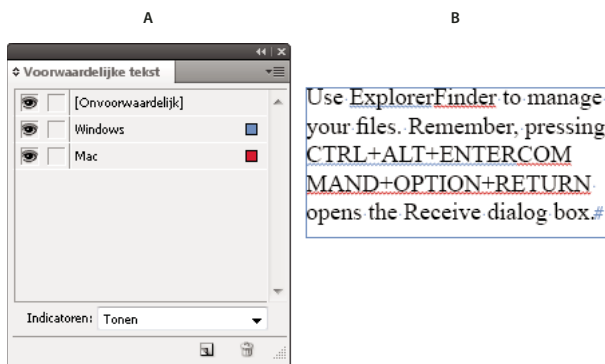 A
B
Voorwaardelijke tekst
[Onvoorwaardelijk]
Windows
Mac
Indicatoren: Tonen
Use ExplorerFinder to manage
your files. Remember, pressing
CTRL+ALT+ENTERCOM
MAND+OPTION+RETURN
opens the Receive dialog box.#